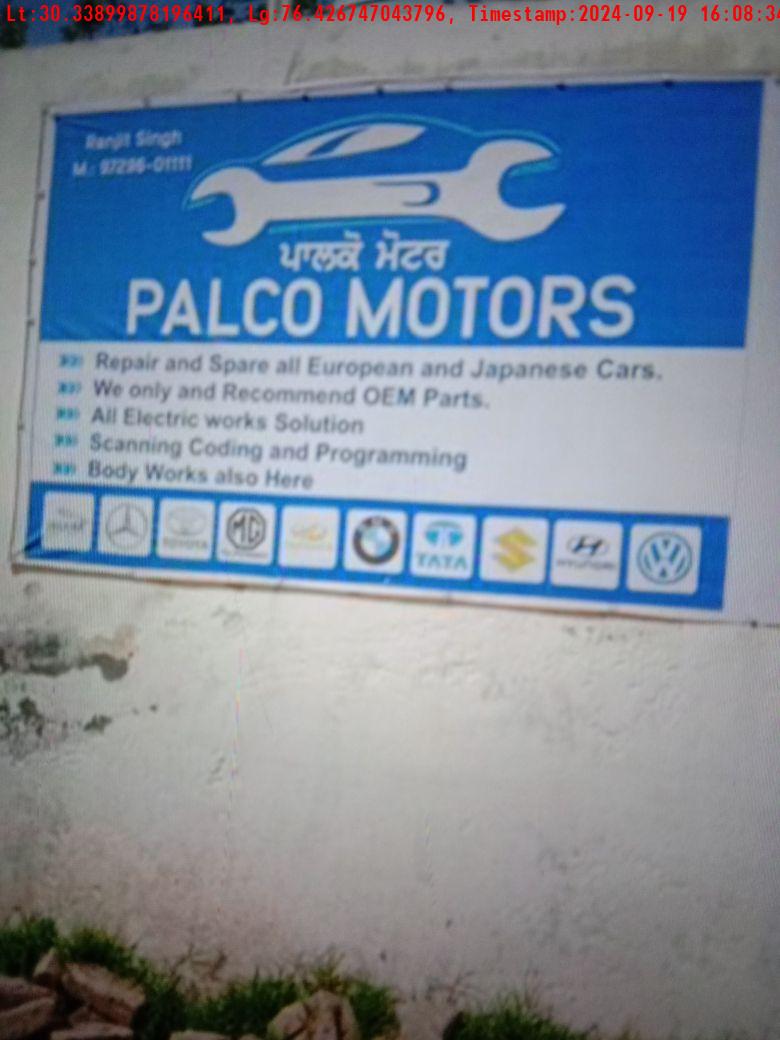 Lt:30.33899878196411, Lg:76.426747043796, Timestamp:2024-09-19 16:08:34
Ranjit Singh
M.: 97296-01111
ਪਾਲਕੋ ਮੋਟਰ
PALCO MOTORS
Repair and Spare all European and Japanese Cars.
We only and Recommend OEM Parts.
All Electric works Solution
Scanning Coding and Programming
Body Works also Here
TOYOTA MG BMW TATA HYUNDAI